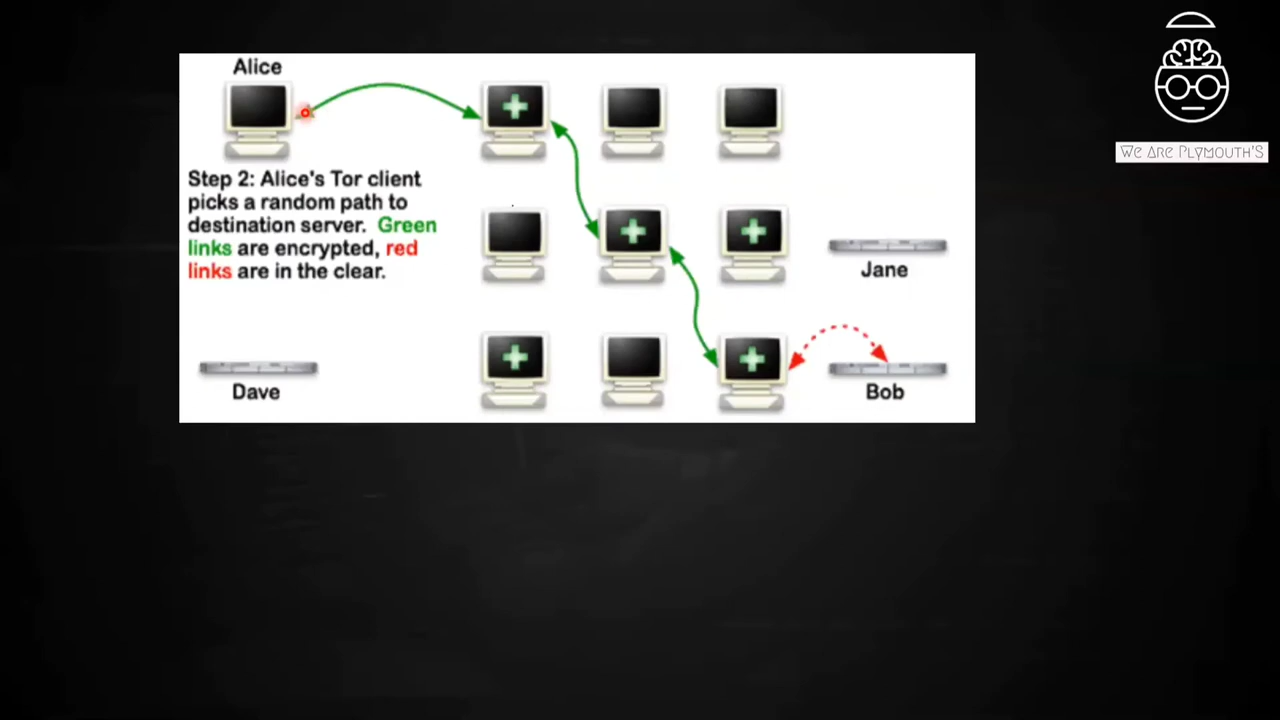 Alice
Step 2: Alice's Tor client
picks a random path to
destination server. Green
links are encrypted, red
links are in the clear.
Jane
Dave
Bob
We Are Plymouth's